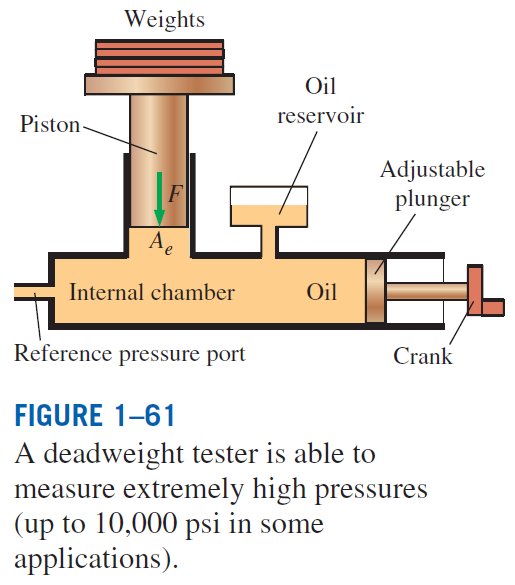 Weights
Oil
reservoir
Piston
Adjustable
plunger
F
Ae
Internal chamber
Oil
Reference pressure port
Crank
FIGURE 1–61
A deadweight tester is able to
measure extremely high pressures
(up to 10,000 psi in some
applications).